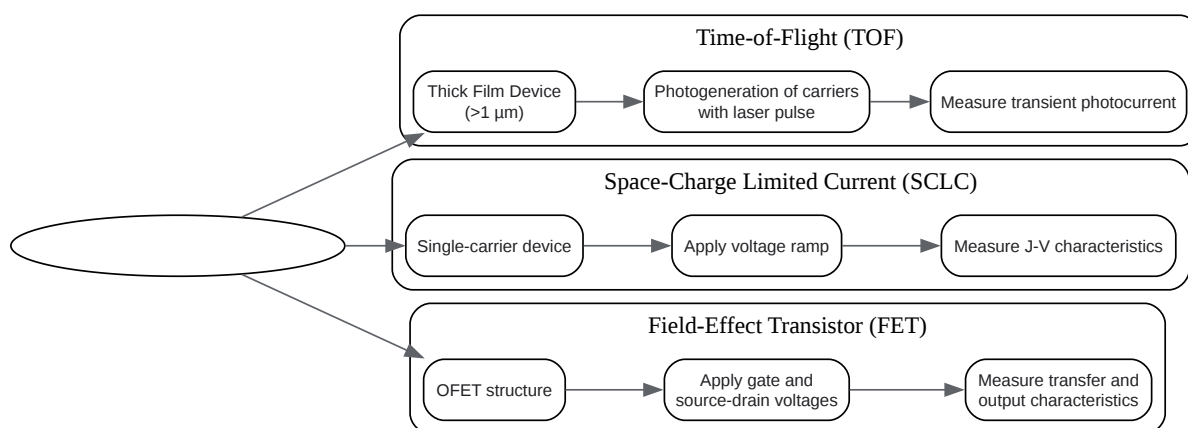 Time-of-Flight (TOF)
Thick Film Device
(>1 µm)
Photogeneration of carriers
with laser pulse
Measure transient photocurrent
Space-Charge Limited Current (SCLC)
Single-carrier device
Apply voltage ramp
Measure J-V characteristics
Field-Effect Transistor (FET)
OFET structure
Apply gate and
source-drain voltages
Measure transfer and
output characteristics